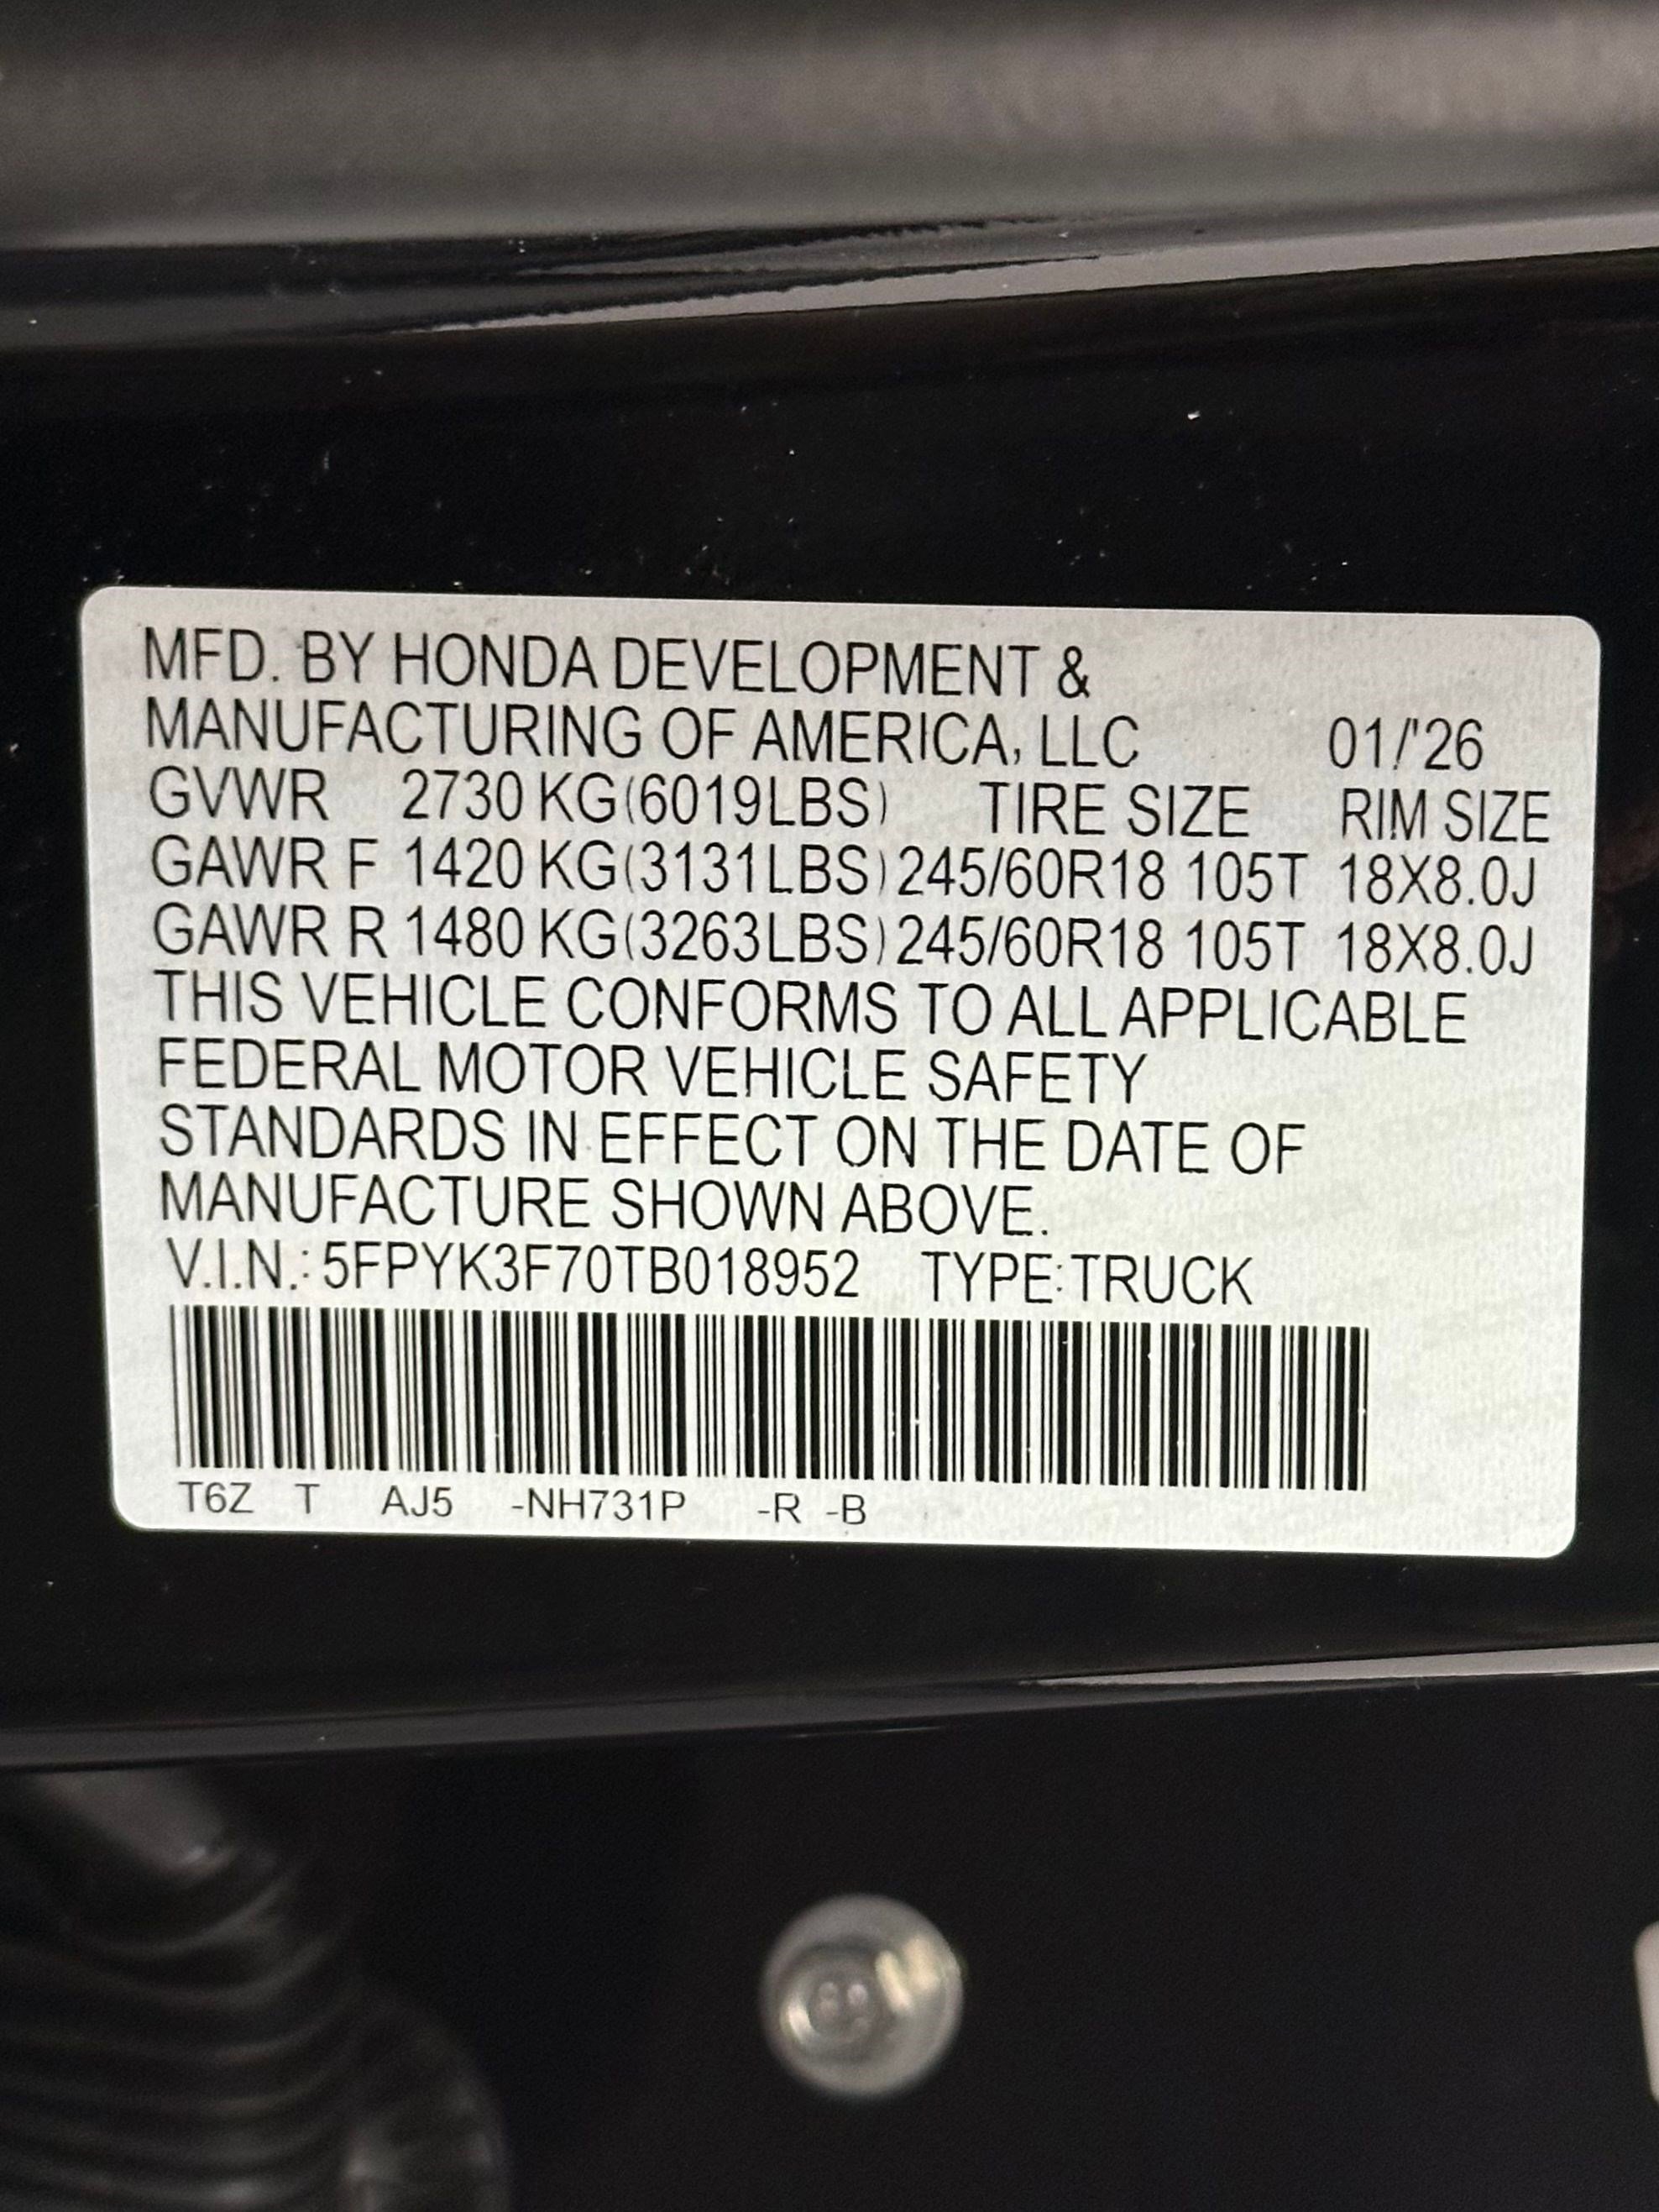 MFD. BY HONDA DEVELOPMENT &
MANUFACTURING OF AMERICA, LLC 01/'26
GVWR 2730 KG(6019LBS) TIRE SIZE RIM SIZE
GAWR F 1420 KG(3131LBS) 245/60R18 105T 18X8.0J
GAWR R 1480 KG(3263LBS) 245/60R18 105T 18X8.0J
THIS VEHICLE CONFORMS TO ALL APPLICABLE
FEDERAL MOTOR VEHICLE SAFETY
STANDARDS IN EFFECT ON THE DATE OF
MANUFACTURE SHOWN ABOVE.
V.I.N.: 5FPYK3F70TB018952 TYPE:TRUCK
T6Z T AJ5 -NH731P -R -B